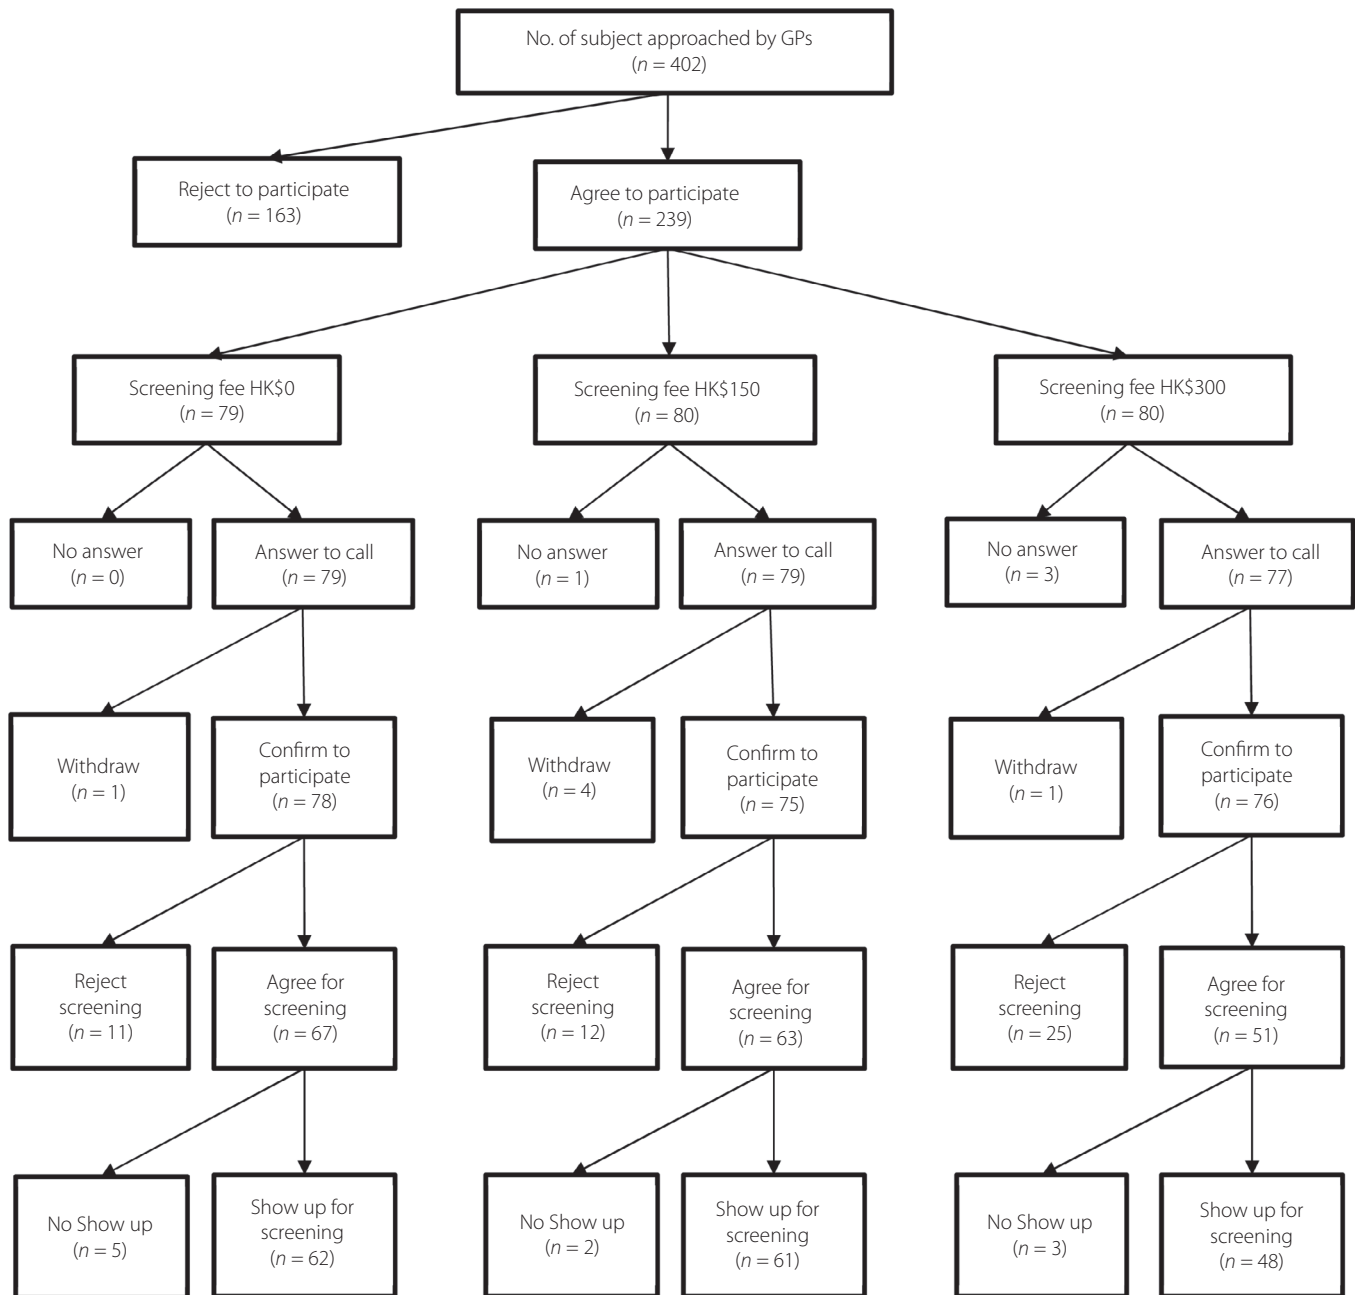 No. of subject approached by GPs
(n = 402)
Reject to participate
(n = 163)
Agree to participate
(n = 239)
Screening fee HK$0
(n = 79)
Screening fee HK$150
(n = 80)
Screening fee HK$300
(n = 80)
No answer
(n = 0)
Answer to call
(n = 79)
No answer
(n = 1)
Answer to call
(n = 79)
No answer
(n = 3)
Answer to call
(n = 77)
Withdraw
(n = 1)
Confirm to
participate
(n = 78)
Withdraw
(n = 4)
Confirm to
participate
(n = 75)
Withdraw
(n = 1)
Confirm to
participate
(n = 76)
Reject
screening
(n = 11)
Agree for
screening
(n = 67)
Reject
screening
(n = 12)
Agree for
screening
(n = 63)
Reject
screening
(n = 25)
Agree for
screening
(n = 51)
No Show up
(n = 5)
Show up for
screening
(n = 62)
No Show up
(n = 2)
Show up for
screening
(n = 61)
No Show up
(n = 3)
Show up for
screening
(n = 48)